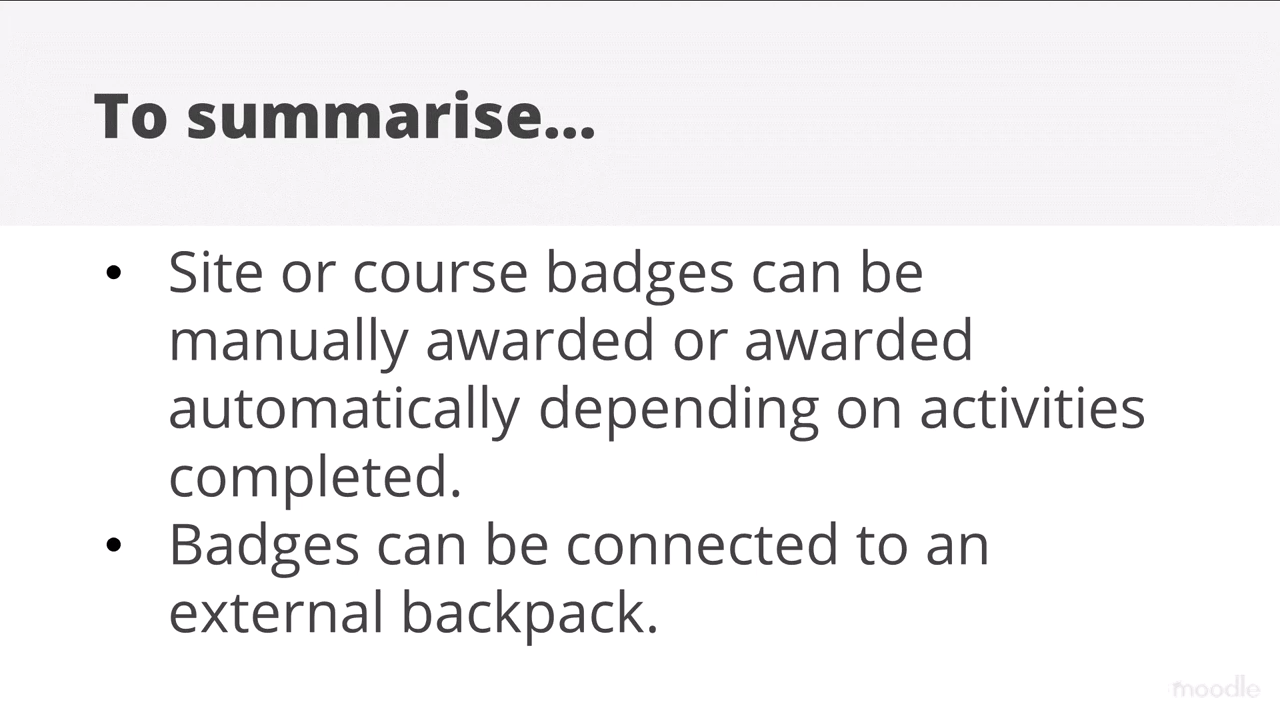 To summarise...
• Site or course badges can be
manually awarded or awarded
automatically depending on activities
completed.
• Badges can be connected to an
external backpack.
moodle